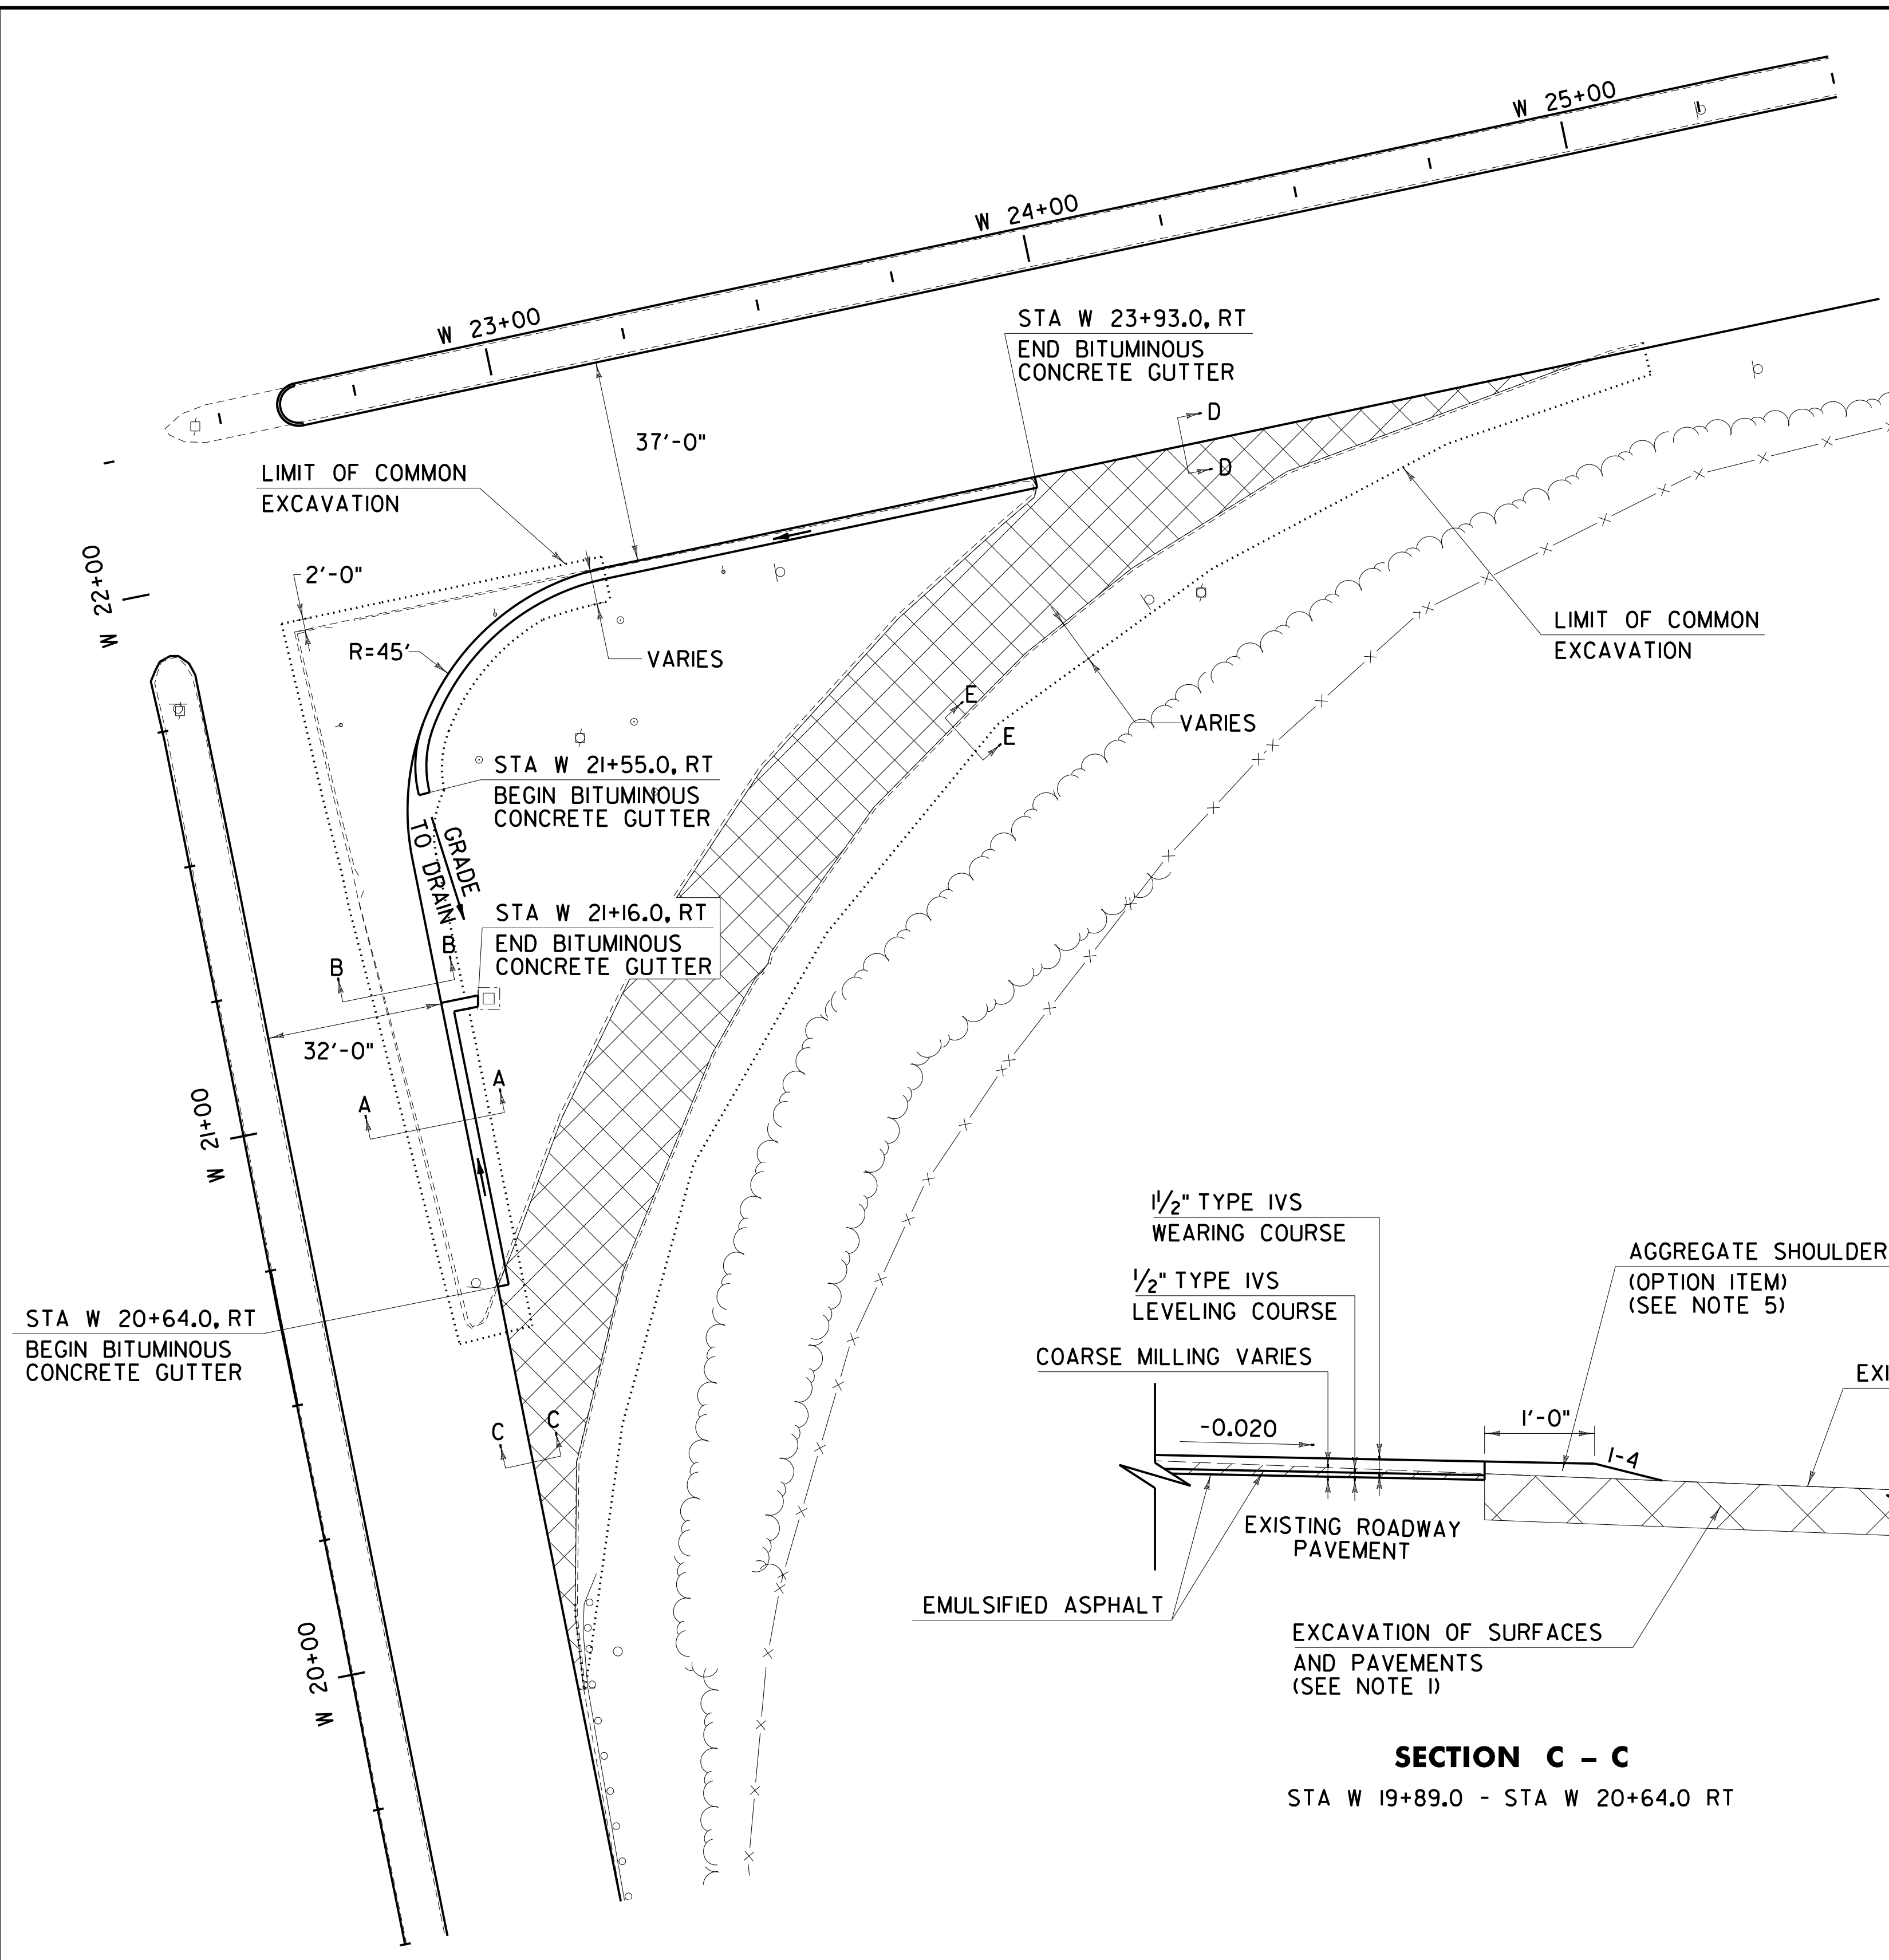 W 25+00
W 24+00
W 23+00
STA W 23+93.0, RT
END BITUMINOUS
CONCRETE GUTTER
D
D
37'-0"
LIMIT OF COMMON
EXCAVATION
W 22+00
2'-0"
R=45'
VARIES
LIMIT OF COMMON
EXCAVATION
E
E
VARIES
STA W 21+55.0, RT
BEGIN BITUMINOUS
CONCRETE GUTTER
GRADE
TO DRAIN
STA W 21+16.0, RT
END BITUMINOUS
CONCRETE GUTTER
B
B
32'-0"
A
A
W 21+00
STA W 20+64.0, RT
BEGIN BITUMINOUS
CONCRETE GUTTER
C
C
W 20+00
1 1/2" TYPE IVS
WEARING COURSE
1/2" TYPE IVS
LEVELING COURSE
COARSE MILLING VARIES
AGGREGATE SHOULDER
(OPTION ITEM)
(SEE NOTE 5)
EXI
-0.020
1'-0"
1-4
EXISTING ROADWAY
PAVEMENT
EMULSIFIED ASPHALT
EXCAVATION OF SURFACES
AND PAVEMENTS
(SEE NOTE 1)
SECTION C – C
STA W 19+89.0 - STA W 20+64.0 RT